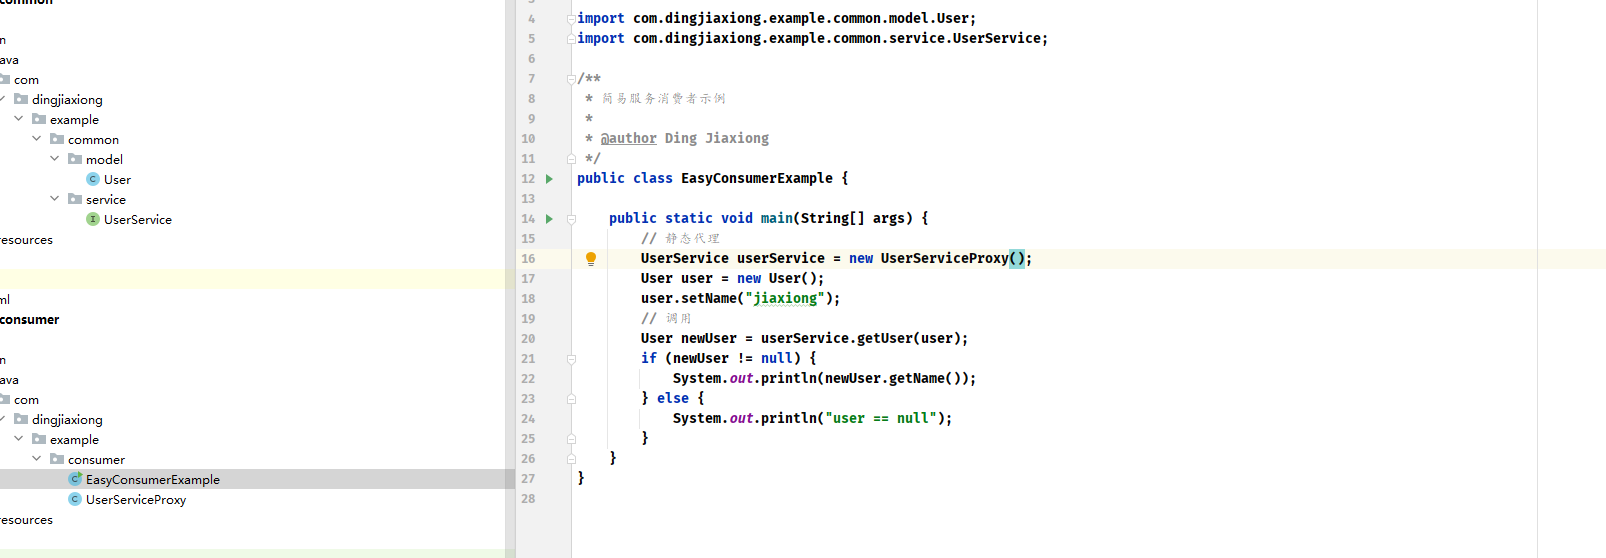 common
n
ava
com
dingjiaxiong
example
common
model
User
service
UserService
resources
ml
consumer
n
ava
com
dingjiaxiong
example
consumer
EasyConsumerExample
UserServiceProxy
resources
4 import com.dingjiaxiong.example.common.model.User;
5 import com.dingjiaxiong.example.common.service.UserService;
6
7 /**
8 * 简易服务消费者示例
9 *
10 * @author Ding Jiaxiong
11 */
12 public class EasyConsumerExample {
13
14 public static void main(String[] args) {
15 // 静态代理
16 UserService userService = new UserServiceProxy();
17 User user = new User();
18 user.setName("jiaxiong");
19 // 调用
20 User newUser = userService.getUser(user);
21 if (newUser != null) {
22 System.out.println(newUser.getName());
23 } else {
24 System.out.println("user == null");
25 }
26 }
27 }
28